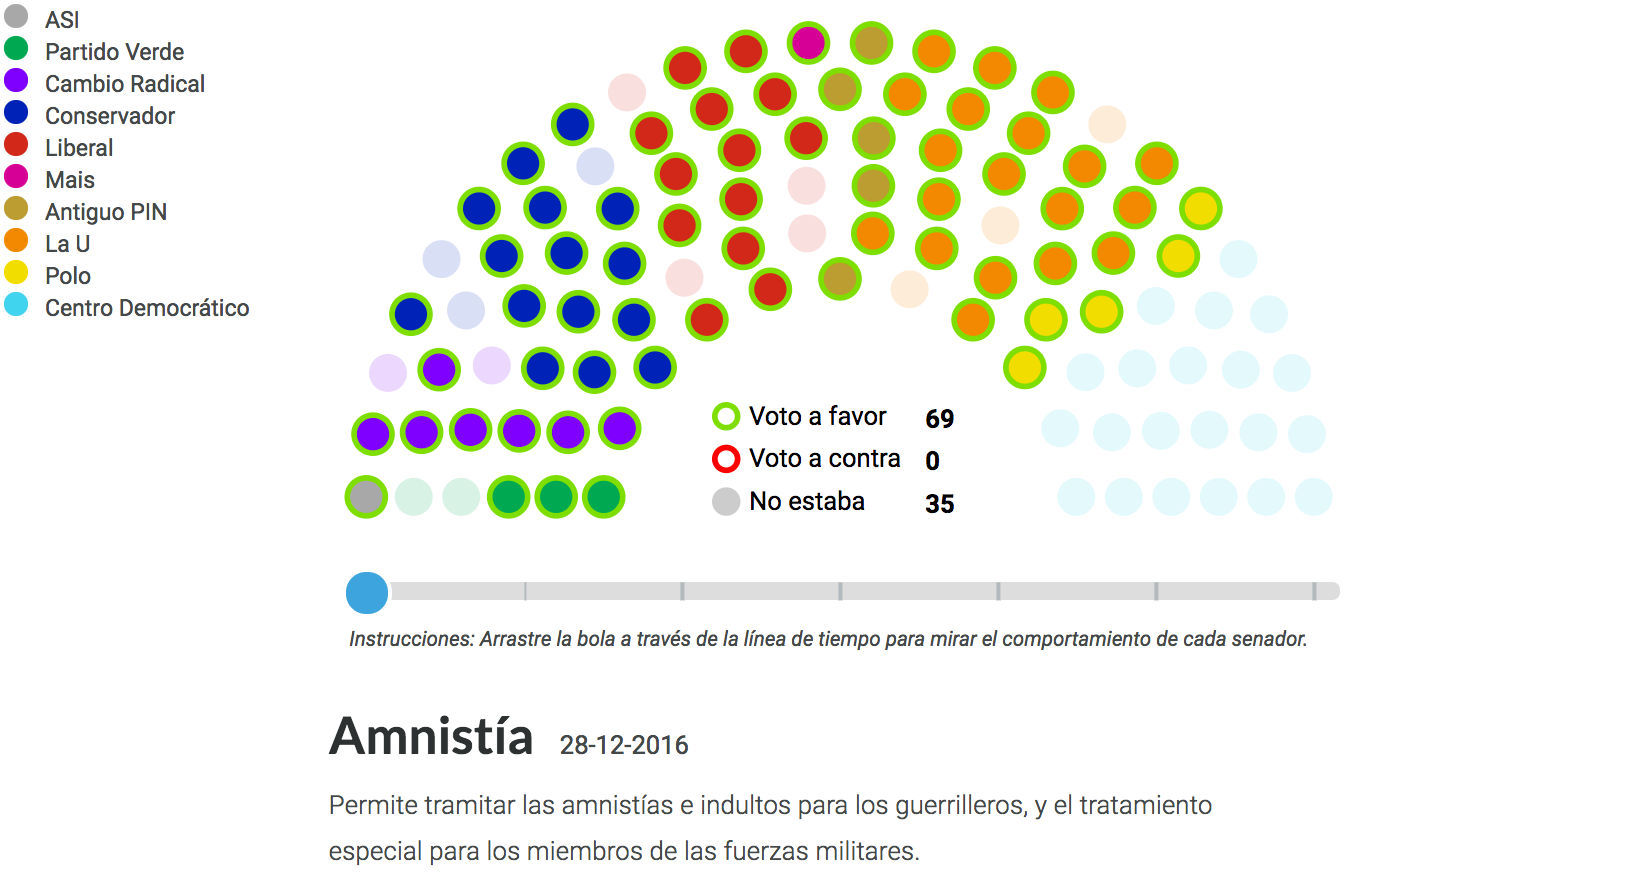 ASI
Partido Verde
Cambio Radical
Conservador
Liberal
Mais
Antiguo PIN
La U
Polo
Centro Democrático
Voto a favor 69
Voto a contra 0
No estaba 35
Instrucciones: Arrastre la bola a través de la línea de tiempo para mirar el comportamiento de cada senador.
Amnistía 28-12-2016
Permite tramitar las amnistías e indultos para los guerrilleros, y el tratamiento
especial para los miembros de las fuerzas militares.